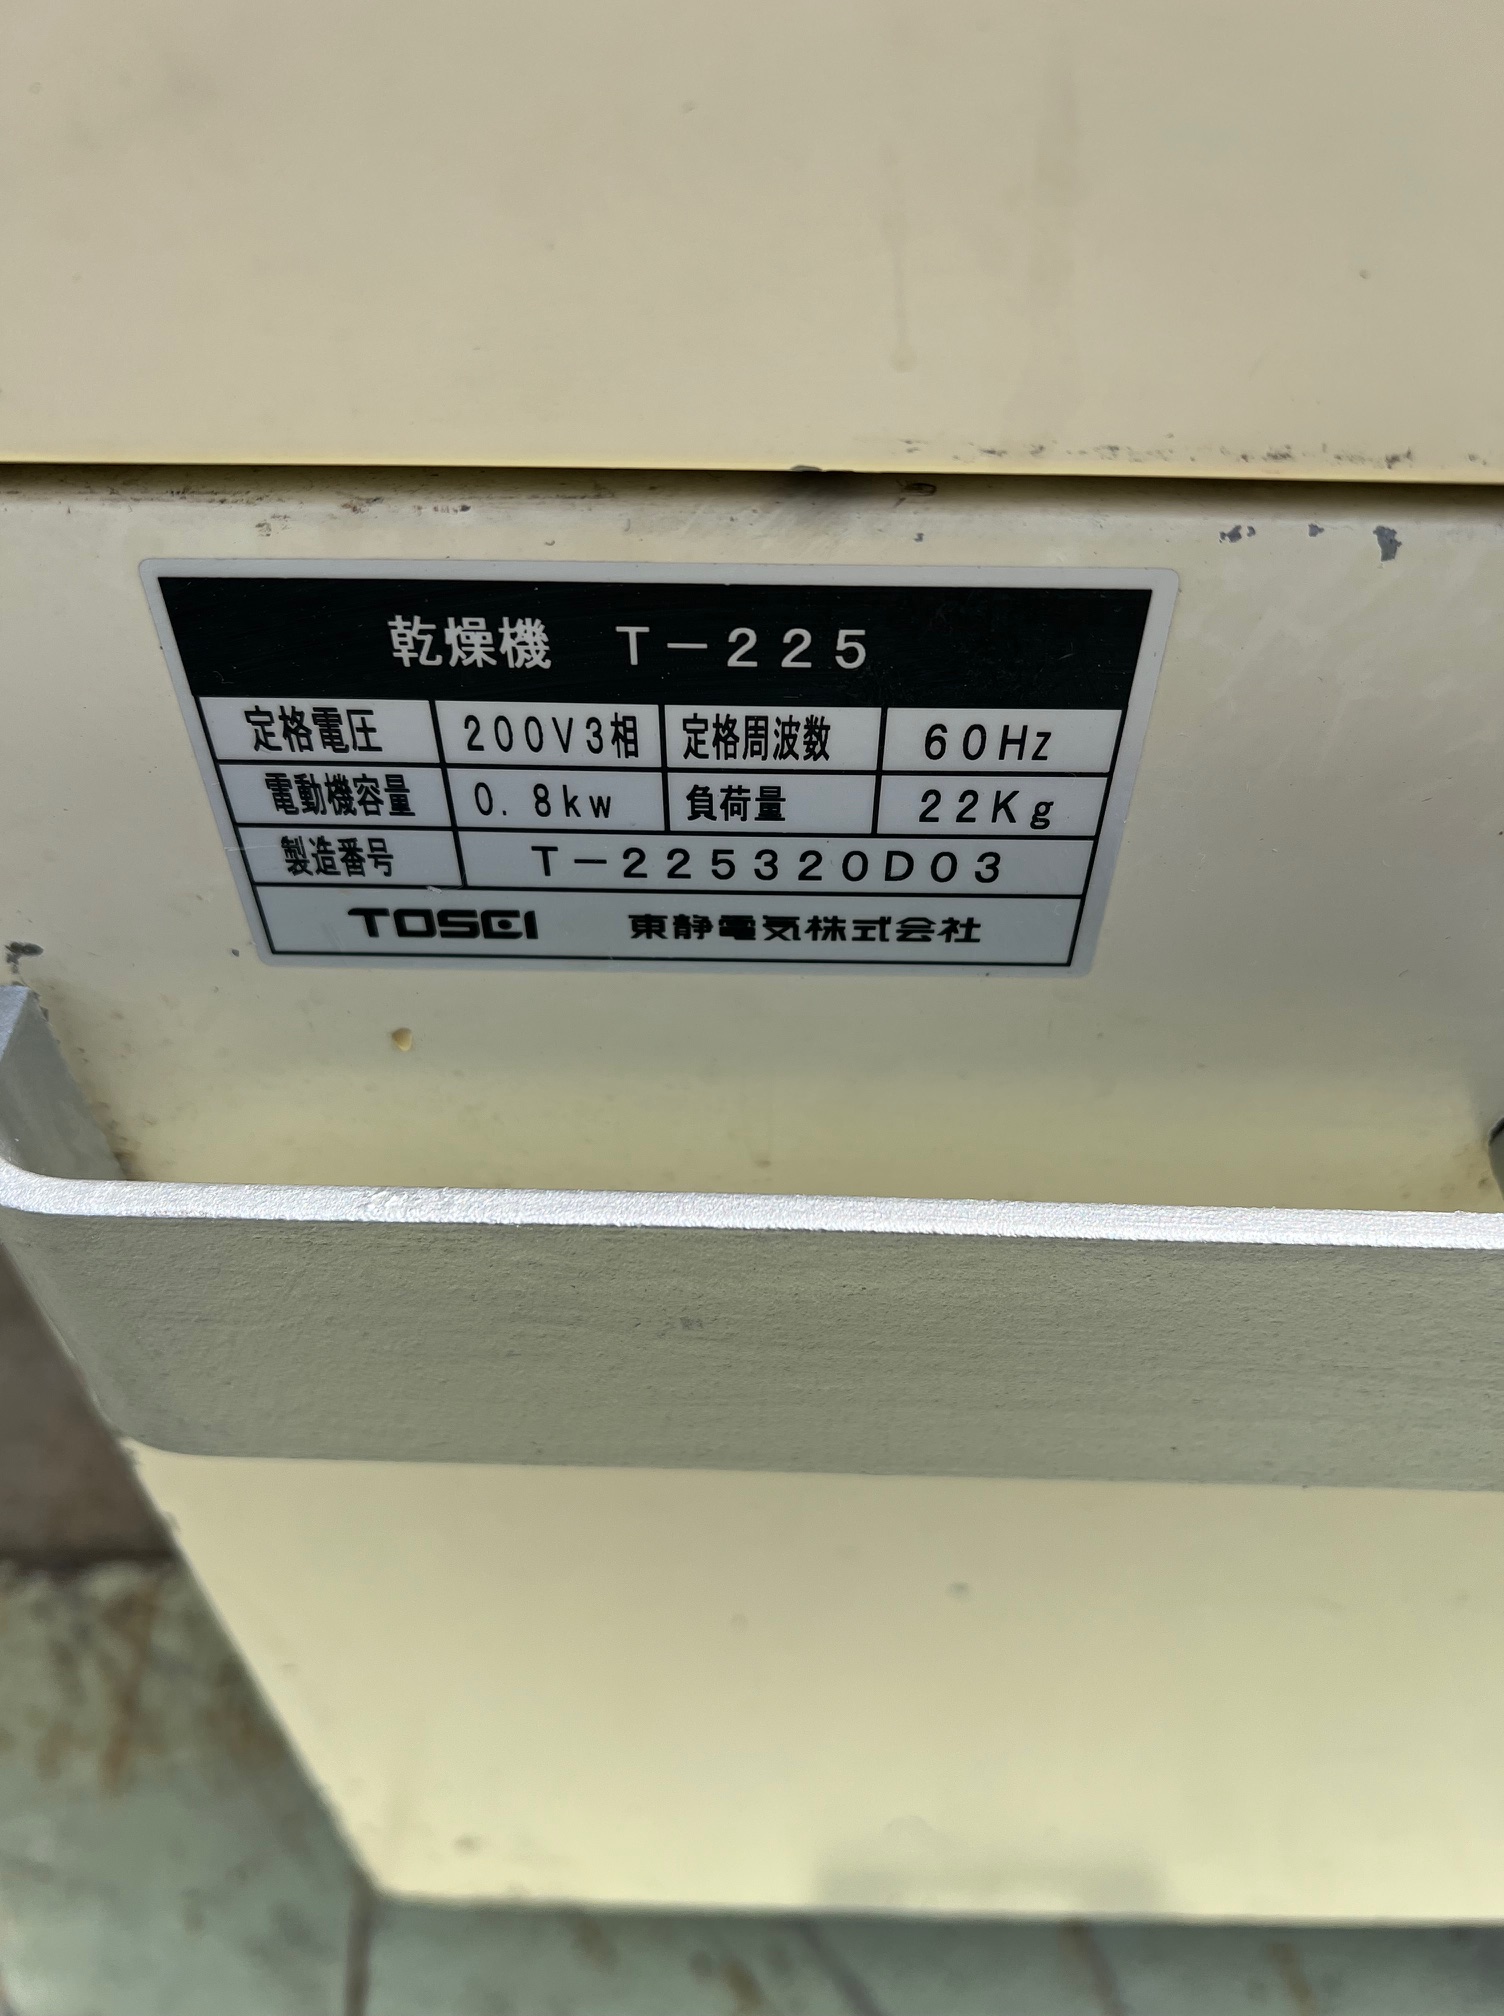 乾燥機 T-225
定格電圧 200V3相 定格周波数 60Hz
電動機容量 0.8kw 負荷量 22Kg
製造番号 T-225320D03
TOSEI 東静電気株式会社